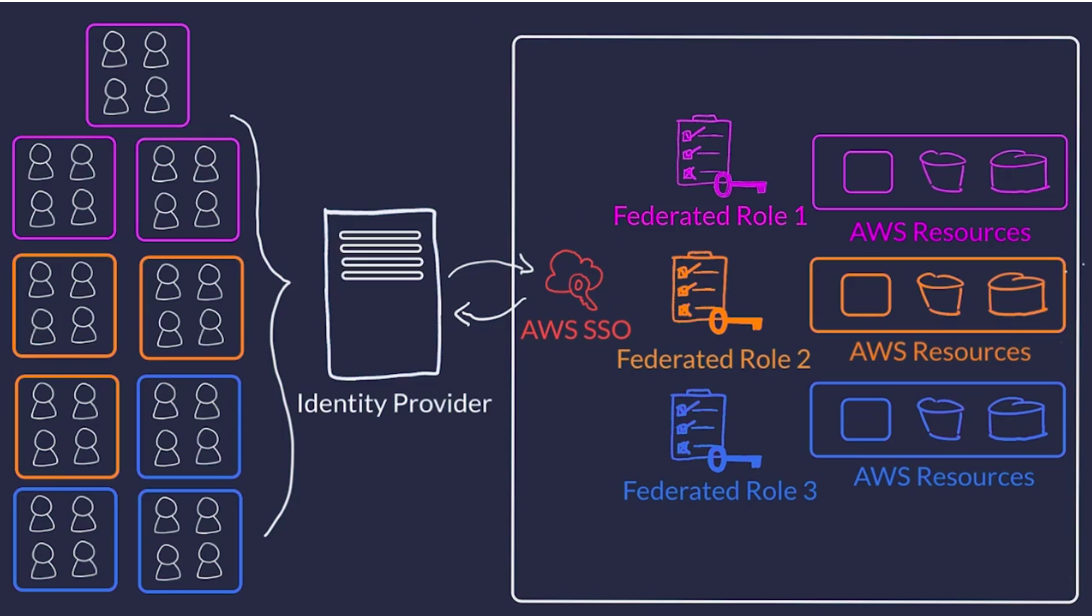 Federated Role 1
AWS Resources
AWS SSO
Federated Role 2
AWS Resources
Identity Provider
Federated Role 3
AWS Resources